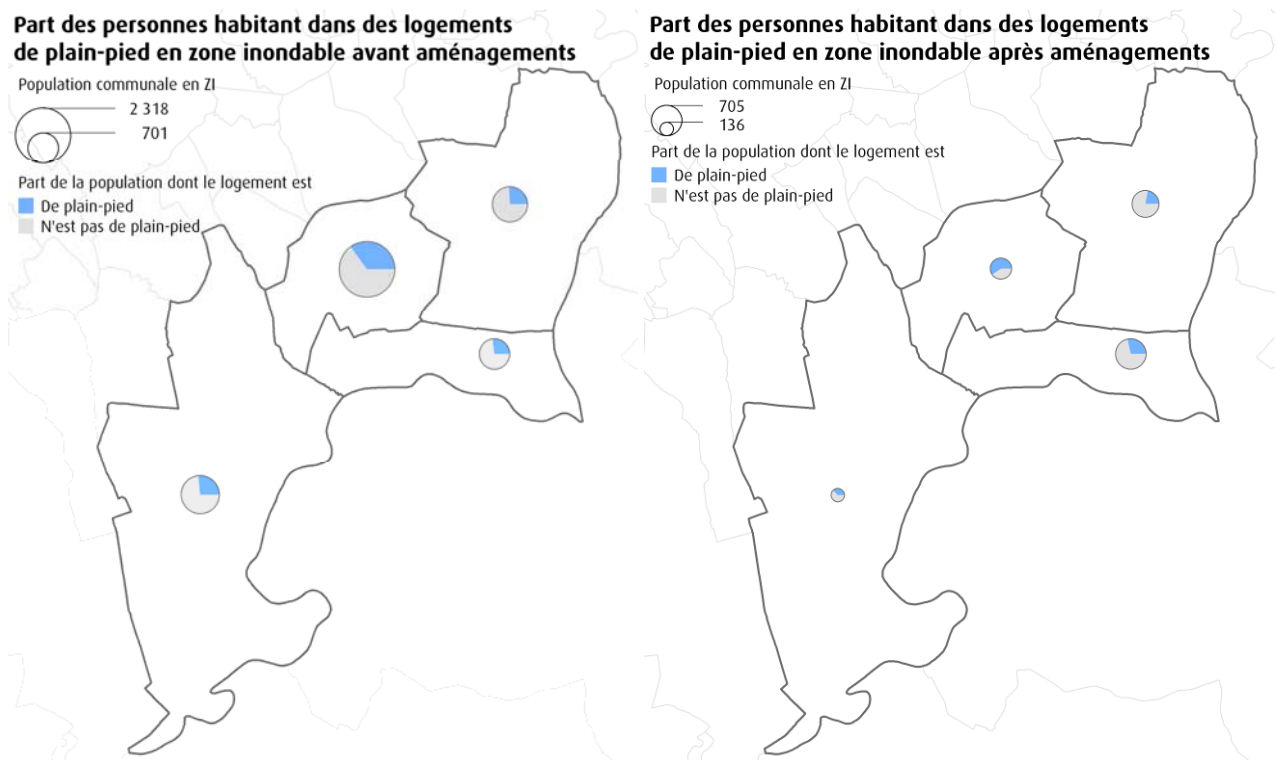 Part des personnes habitant dans des logements
de plain-pied en zone inondable avant aménagements
Population communale en ZI
2 318
701
Part de la population dont le logement est
De plain-pied
N'est pas de plain-pied
Part des personnes habitant dans des logements
de plain-pied en zone inondable après aménagements
Population communale en ZI
705
136
Part de la population dont le logement est
De plain-pied
N'est pas de plain-pied